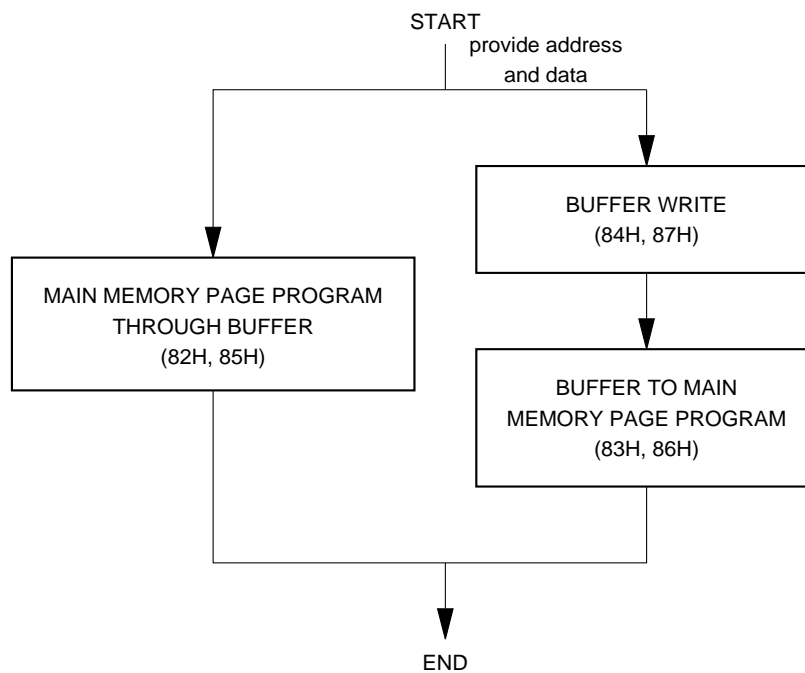 START
provide address
and data
BUFFER WRITE
(84H, 87H)
MAIN MEMORY PAGE PROGRAM
THROUGH BUFFER
(82H, 85H)
BUFFER TO MAIN
MEMORY PAGE PROGRAM
(83H, 86H)
END